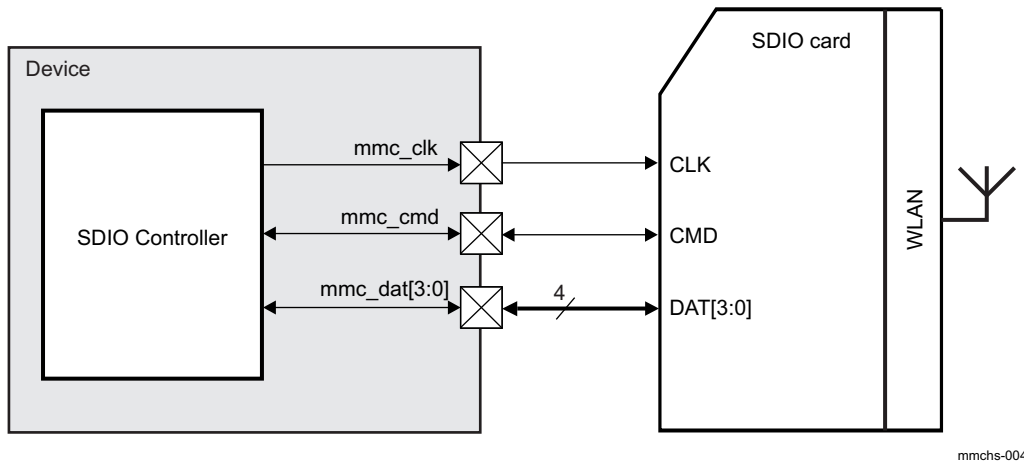 SDIO card
Device
mmc_clk
CLK
mmc_cmd
SDIO Controller
CMD
WLAN
mmc_dat[3:0]
4
DAT[3:0]
mmchs-004